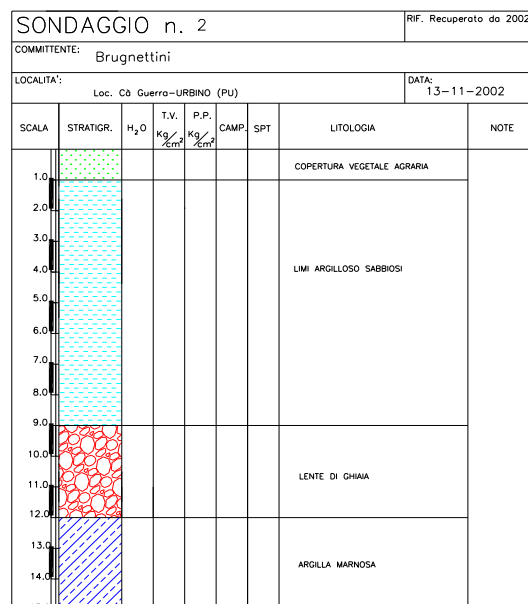 SONDAGGIO n. 2
RIF. Recuperato da 2002
COMMITTENTE: Brugnettini
LOCALITA':
Loc. Cà Guerra-URBINO (PU)
DATA:
13-11-2002
SCALA STRATIGR. H2O T.V. Kg/cm2 P.P. Kg/cm2 CAMP. SPT LITOLOGIA NOTE
COPERTURA VEGETALE AGRARIA
1.0
2.0
3.0
LIMI ARGILLOSO SABBIOSI
4.0
5.0
6.0
7.0
8.0
9.0
10.0
LENTE DI GHIAIA
11.0
12.0
13.0
ARGILLA MARNOSA
14.0